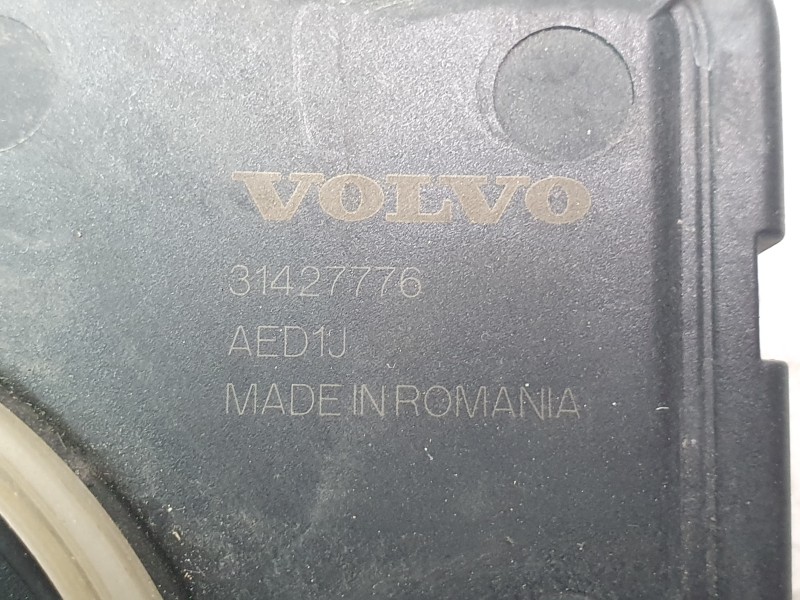 VOLVO
31427776
AED1J
MADE IN ROMANIA